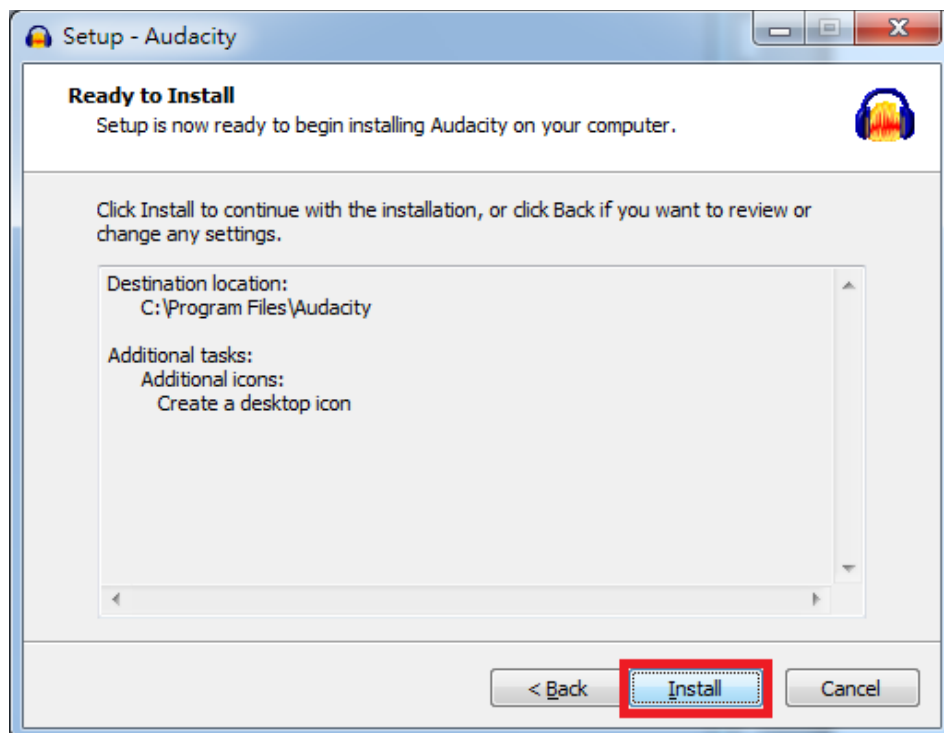 Setup - Audacity
Ready to Install
Setup is now ready to begin installing Audacity on your computer.
Click Install to continue with the installation, or click Back if you want to review or
change any settings.
Destination location:
C:\Program Files\Audacity
Additional tasks:
Additional icons:
Create a desktop icon
< Back
Install
Cancel